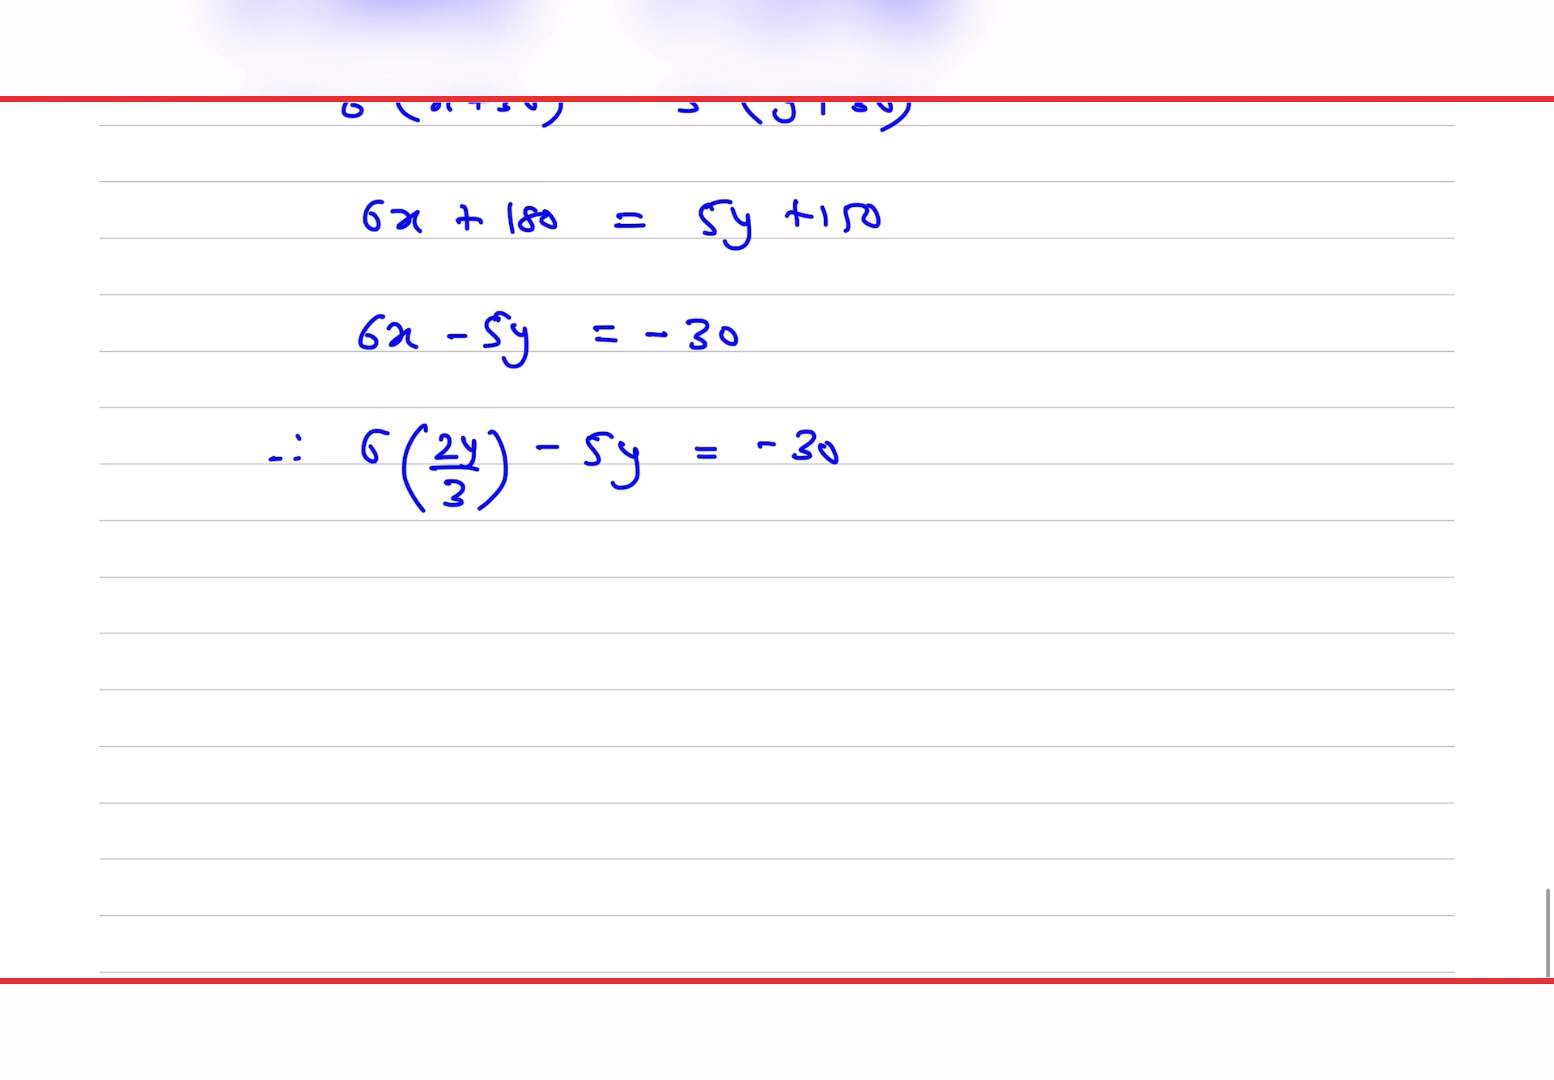 6x + 180 = 5y + 150
6x - 5y = -30
∴ 6(2y/3) - 5y = -30